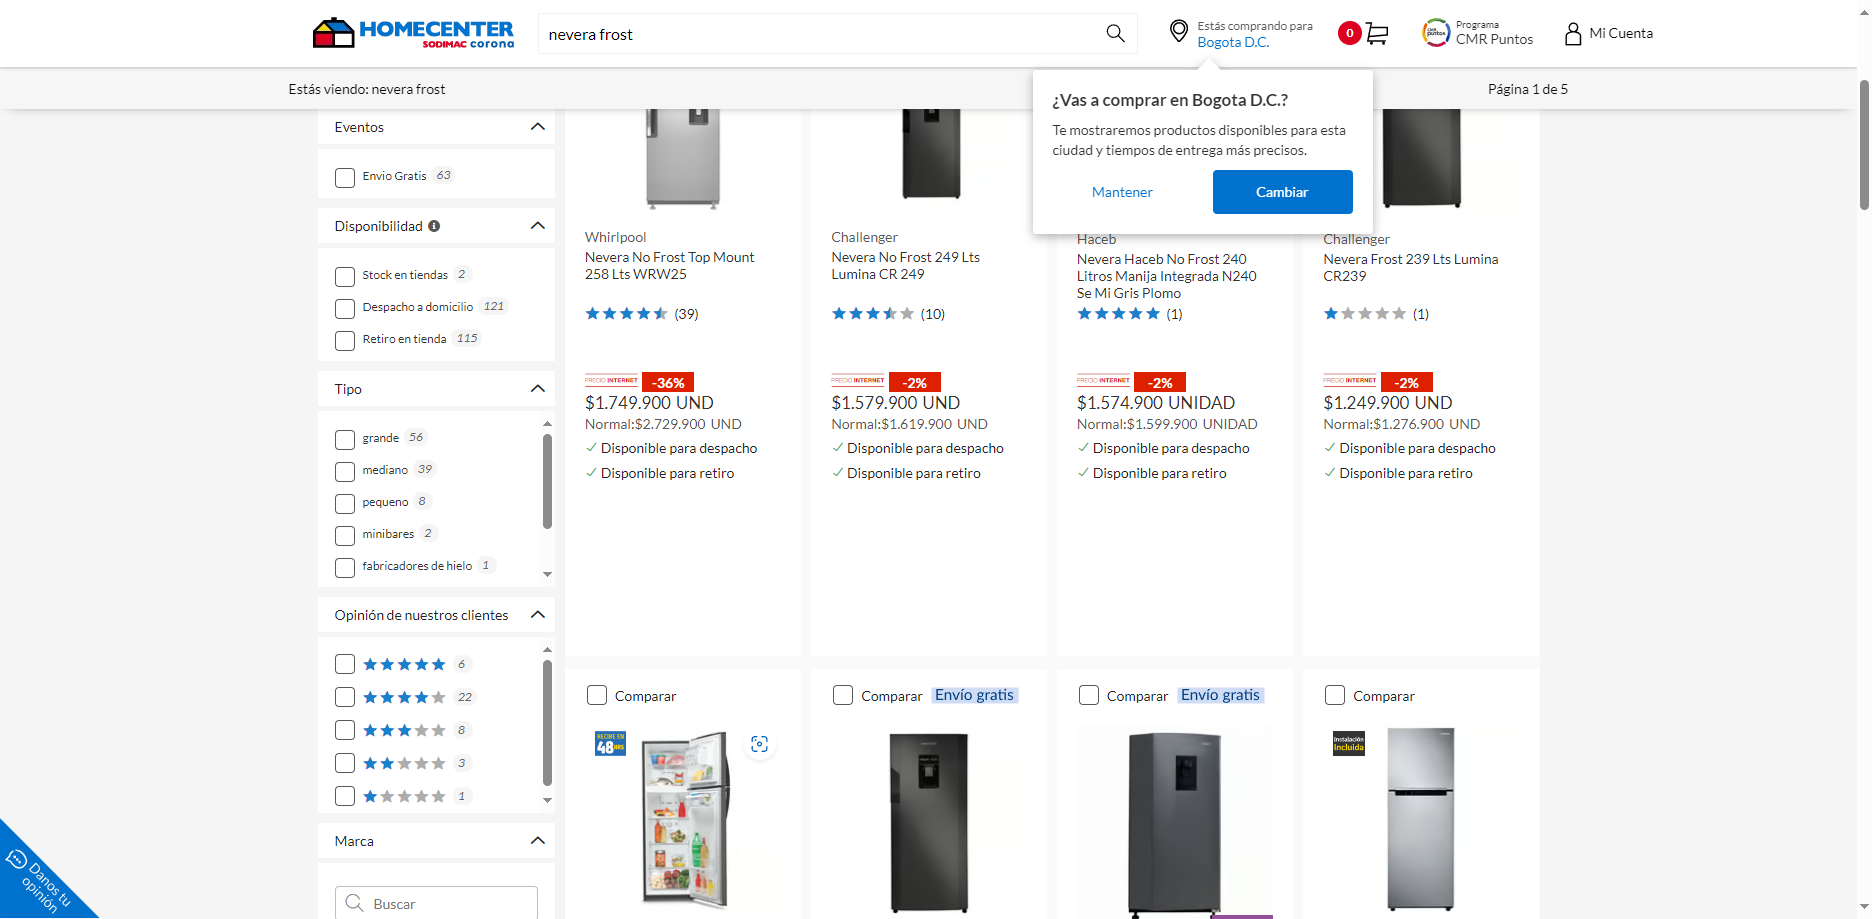 HOMECENTER
SODIMAC corona
nevera frost
Estás comprando para
Bogota D.C.
0
Programa
CMR Puntos
Mi Cuenta
Estás viendo: nevera frost
Página 1 de 5
¿Vas a comprar en Bogota D.C.?
Te mostraremos productos disponibles para esta
ciudad y tiempos de entrega más precisos.
Mantener
Cambiar
Eventos
Envio Gratis 63
Disponibilidad
Stock en tiendas 2
Despacho a domicilio 121
Retiro en tienda 115
Tipo
grande 56
mediano 39
pequeno 8
minibares 2
fabricadores de hielo 1
Opinión de nuestros clientes
6
22
8
3
1
Marca
Buscar
Danos tu
opinión
Whirlpool
Nevera No Frost Top Mount
258 Lts WRW25
(39)
PRECIO INTERNET -36%
$1.749.900 UND
Normal:$2.729.900 UND
Disponible para despacho
Disponible para retiro
Challenger
Nevera No Frost 249 Lts
Lumina CR 249
(10)
PRECIO INTERNET -2%
$1.579.900 UND
Normal:$1.619.900 UND
Disponible para despacho
Disponible para retiro
Haceb
Nevera Haceb No Frost 240
Litros Manija Integrada N240
Se Mi Gris Plomo
(1)
PRECIO INTERNET -2%
$1.574.900 UNIDAD
Normal:$1.599.900 UNIDAD
Disponible para despacho
Disponible para retiro
Challenger
Nevera Frost 239 Lts Lumina
CR239
(1)
PRECIO INTERNET -2%
$1.249.900 UND
Normal:$1.276.900 UND
Disponible para despacho
Disponible para retiro
Comparar
RECIBE EN
48HRS
Comparar Envío gratis
Comparar Envío gratis
Comparar
Instalación
Incluida